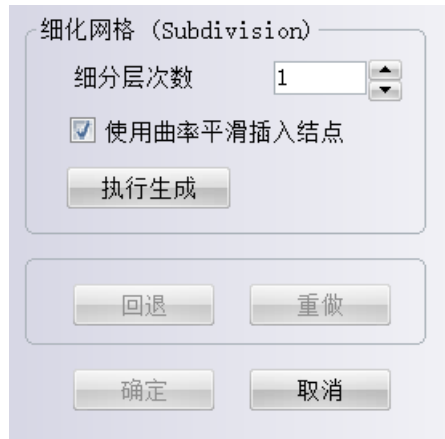 细化网格 (Subdivision)
细分层次数 1
使用曲率平滑插入结点
执行生成
回退 重做
确定 取消